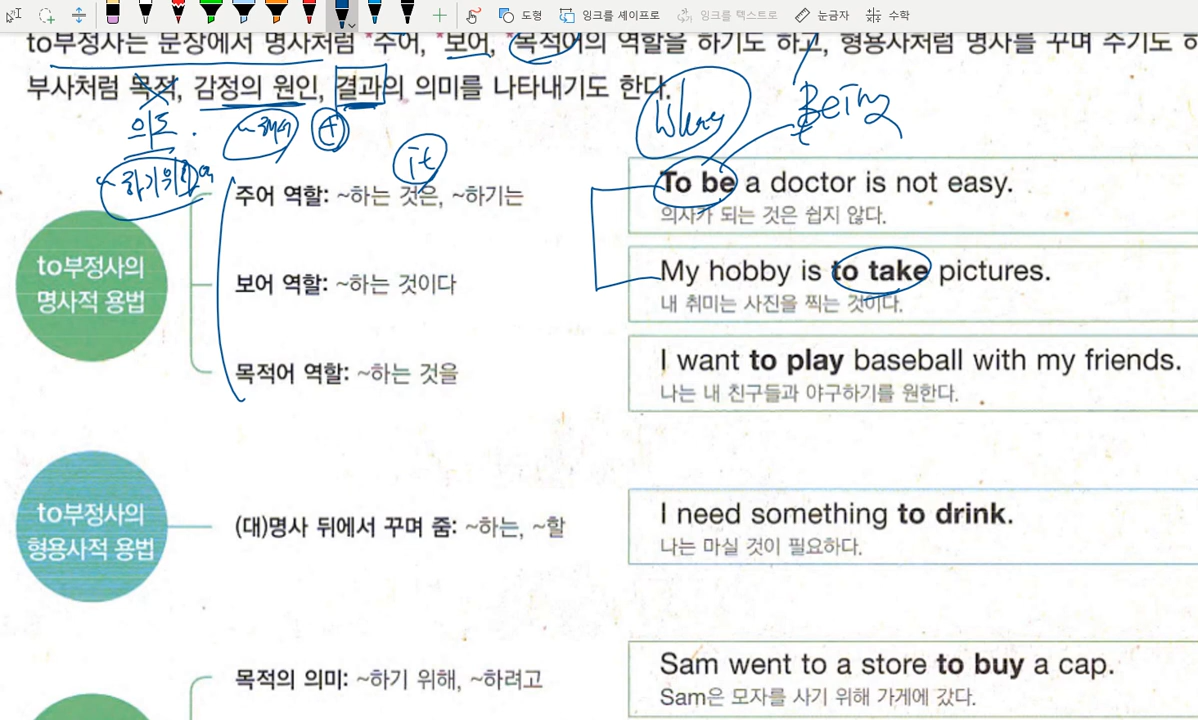 도형
잉크를 셰이프로
잉크를 텍스트로
눈금자
수학
to부정사는 문장에서 명사처럼 *주어, *보어, *목적어의 역할을 하기도 하고, 형용사처럼 명사를 꾸며 주기도 하
부사처럼 목적, 감정의 원인, 결과의 의미를 나타내기도 한다.
의도.
~해서
it
Being
~하기위해
주어 역할: ~하는 것은, ~하기는
To be a doctor is not easy.
의사가 되는 것은 쉽지 않다.
to부정사의
명사적 용법
보어 역할: ~하는 것이다
My hobby is to take pictures.
내 취미는 사진을 찍는 것이다.
목적어 역할: ~하는 것을
I want to play baseball with my friends.
나는 내 친구들과 야구하기를 원한다.
to부정사의
형용사적 용법
(대)명사 뒤에서 꾸며 줌: ~하는, ~할
I need something to drink.
나는 마실 것이 필요하다.
목적의 의미: ~하기 위해, ~하려고
Sam went to a store to buy a cap.
Sam은 모자를 사기 위해 가게에 갔다.